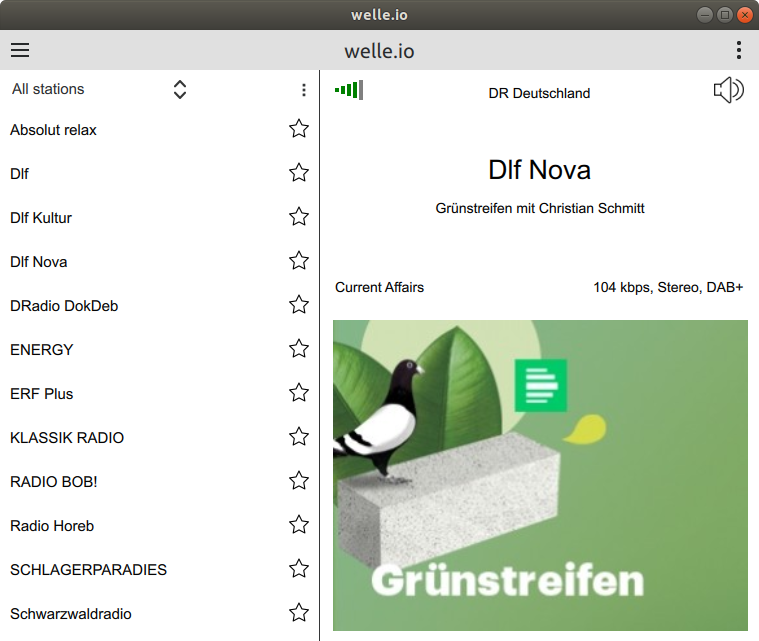 welle.io
welle.io
All stations
Absolut relax
Dlf
Dlf Kultur
Dlf Nova
DRadio DokDeb
ENERGY
ERF Plus
KLASSIK RADIO
RADIO BOB!
Radio Horeb
SCHLAGERPARADIES
Schwarzwaldradio
DR Deutschland
Dlf Nova
Grünstreifen mit Christian Schmitt
Current Affairs
104 kbps, Stereo, DAB+
Grünstreifen